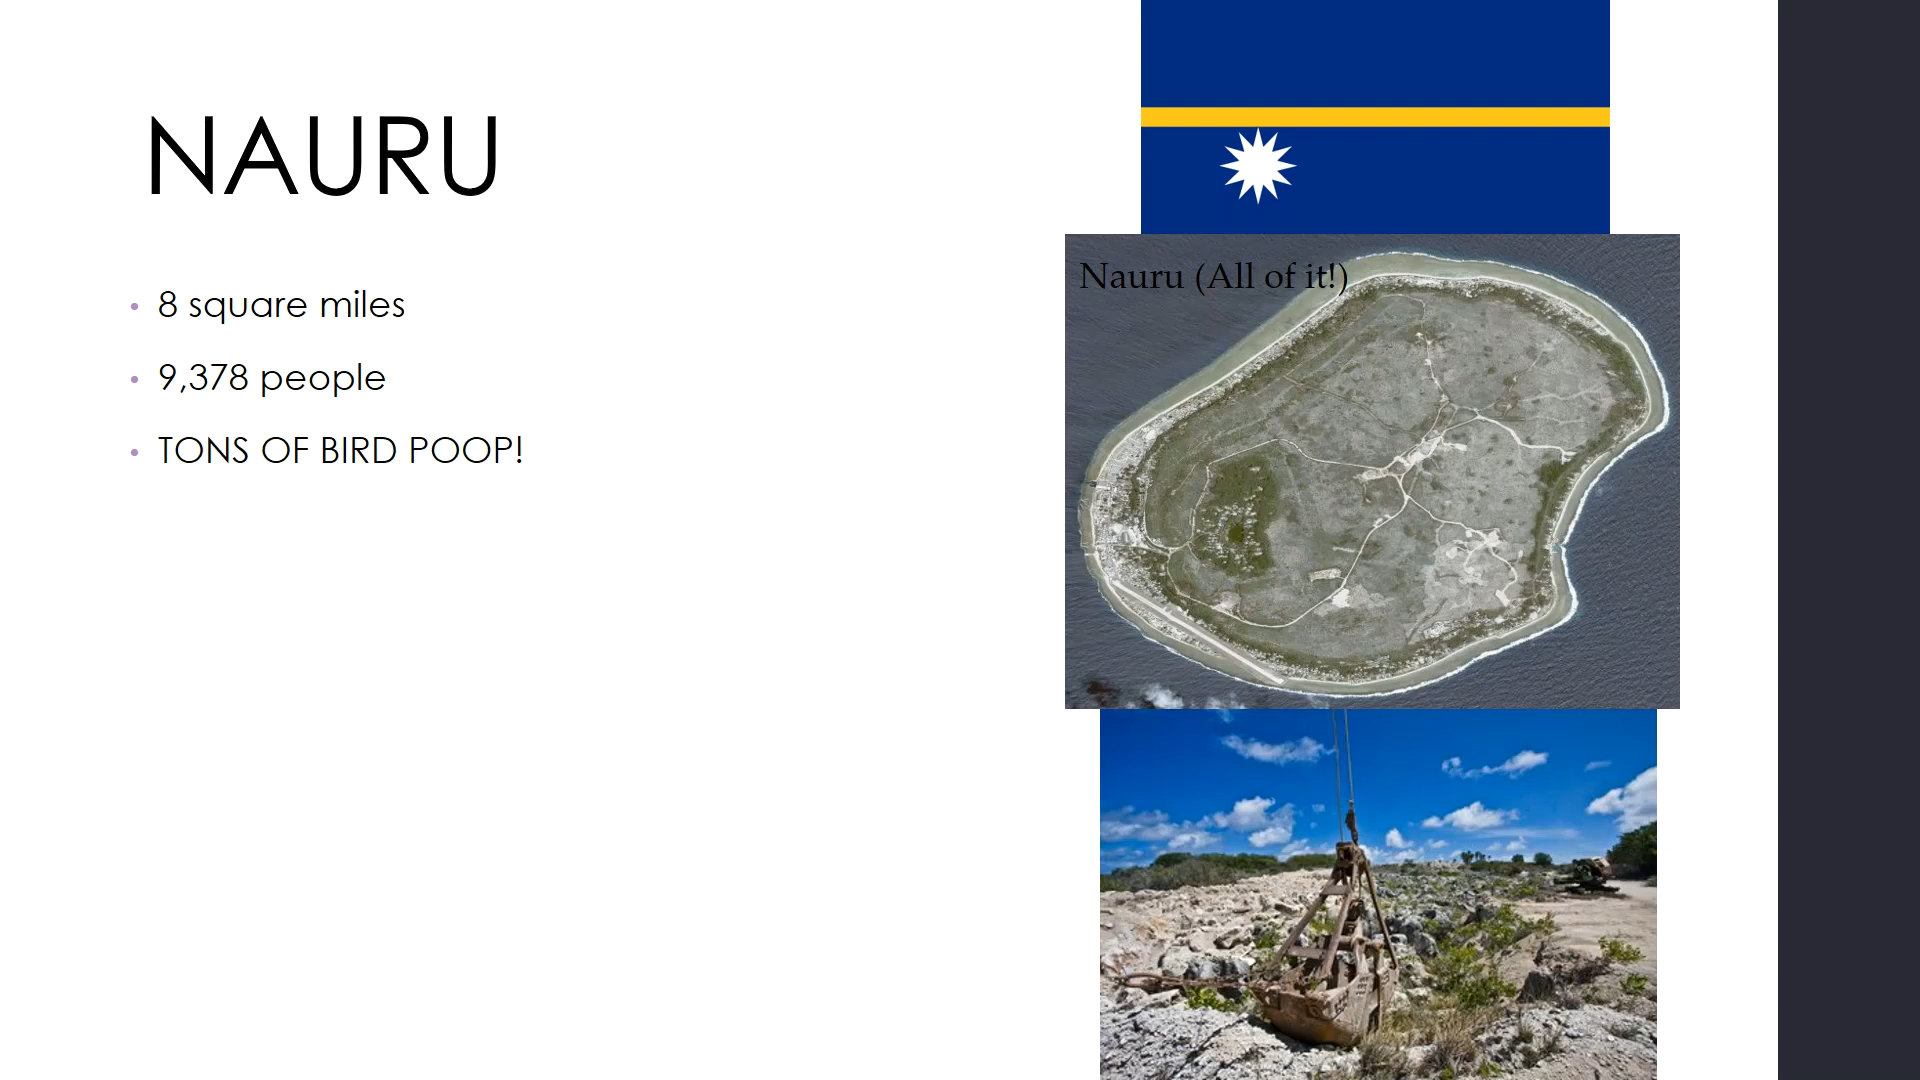 NAURU
• 8 square miles
• 9,378 people
• TONS OF BIRD POOP!
Nauru (All of it!)